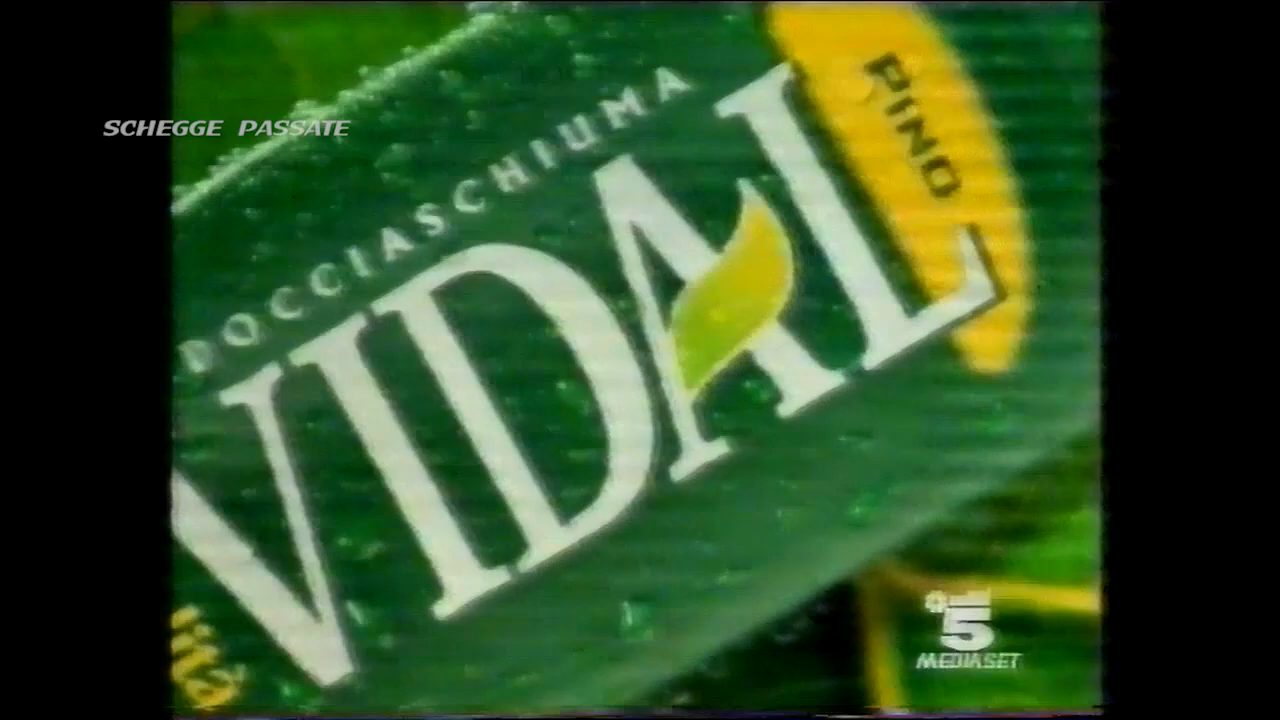 SCHEGGE PASSATE
DOCCIASCHIUMA
VIDAL
PINO
5
MEDIASET